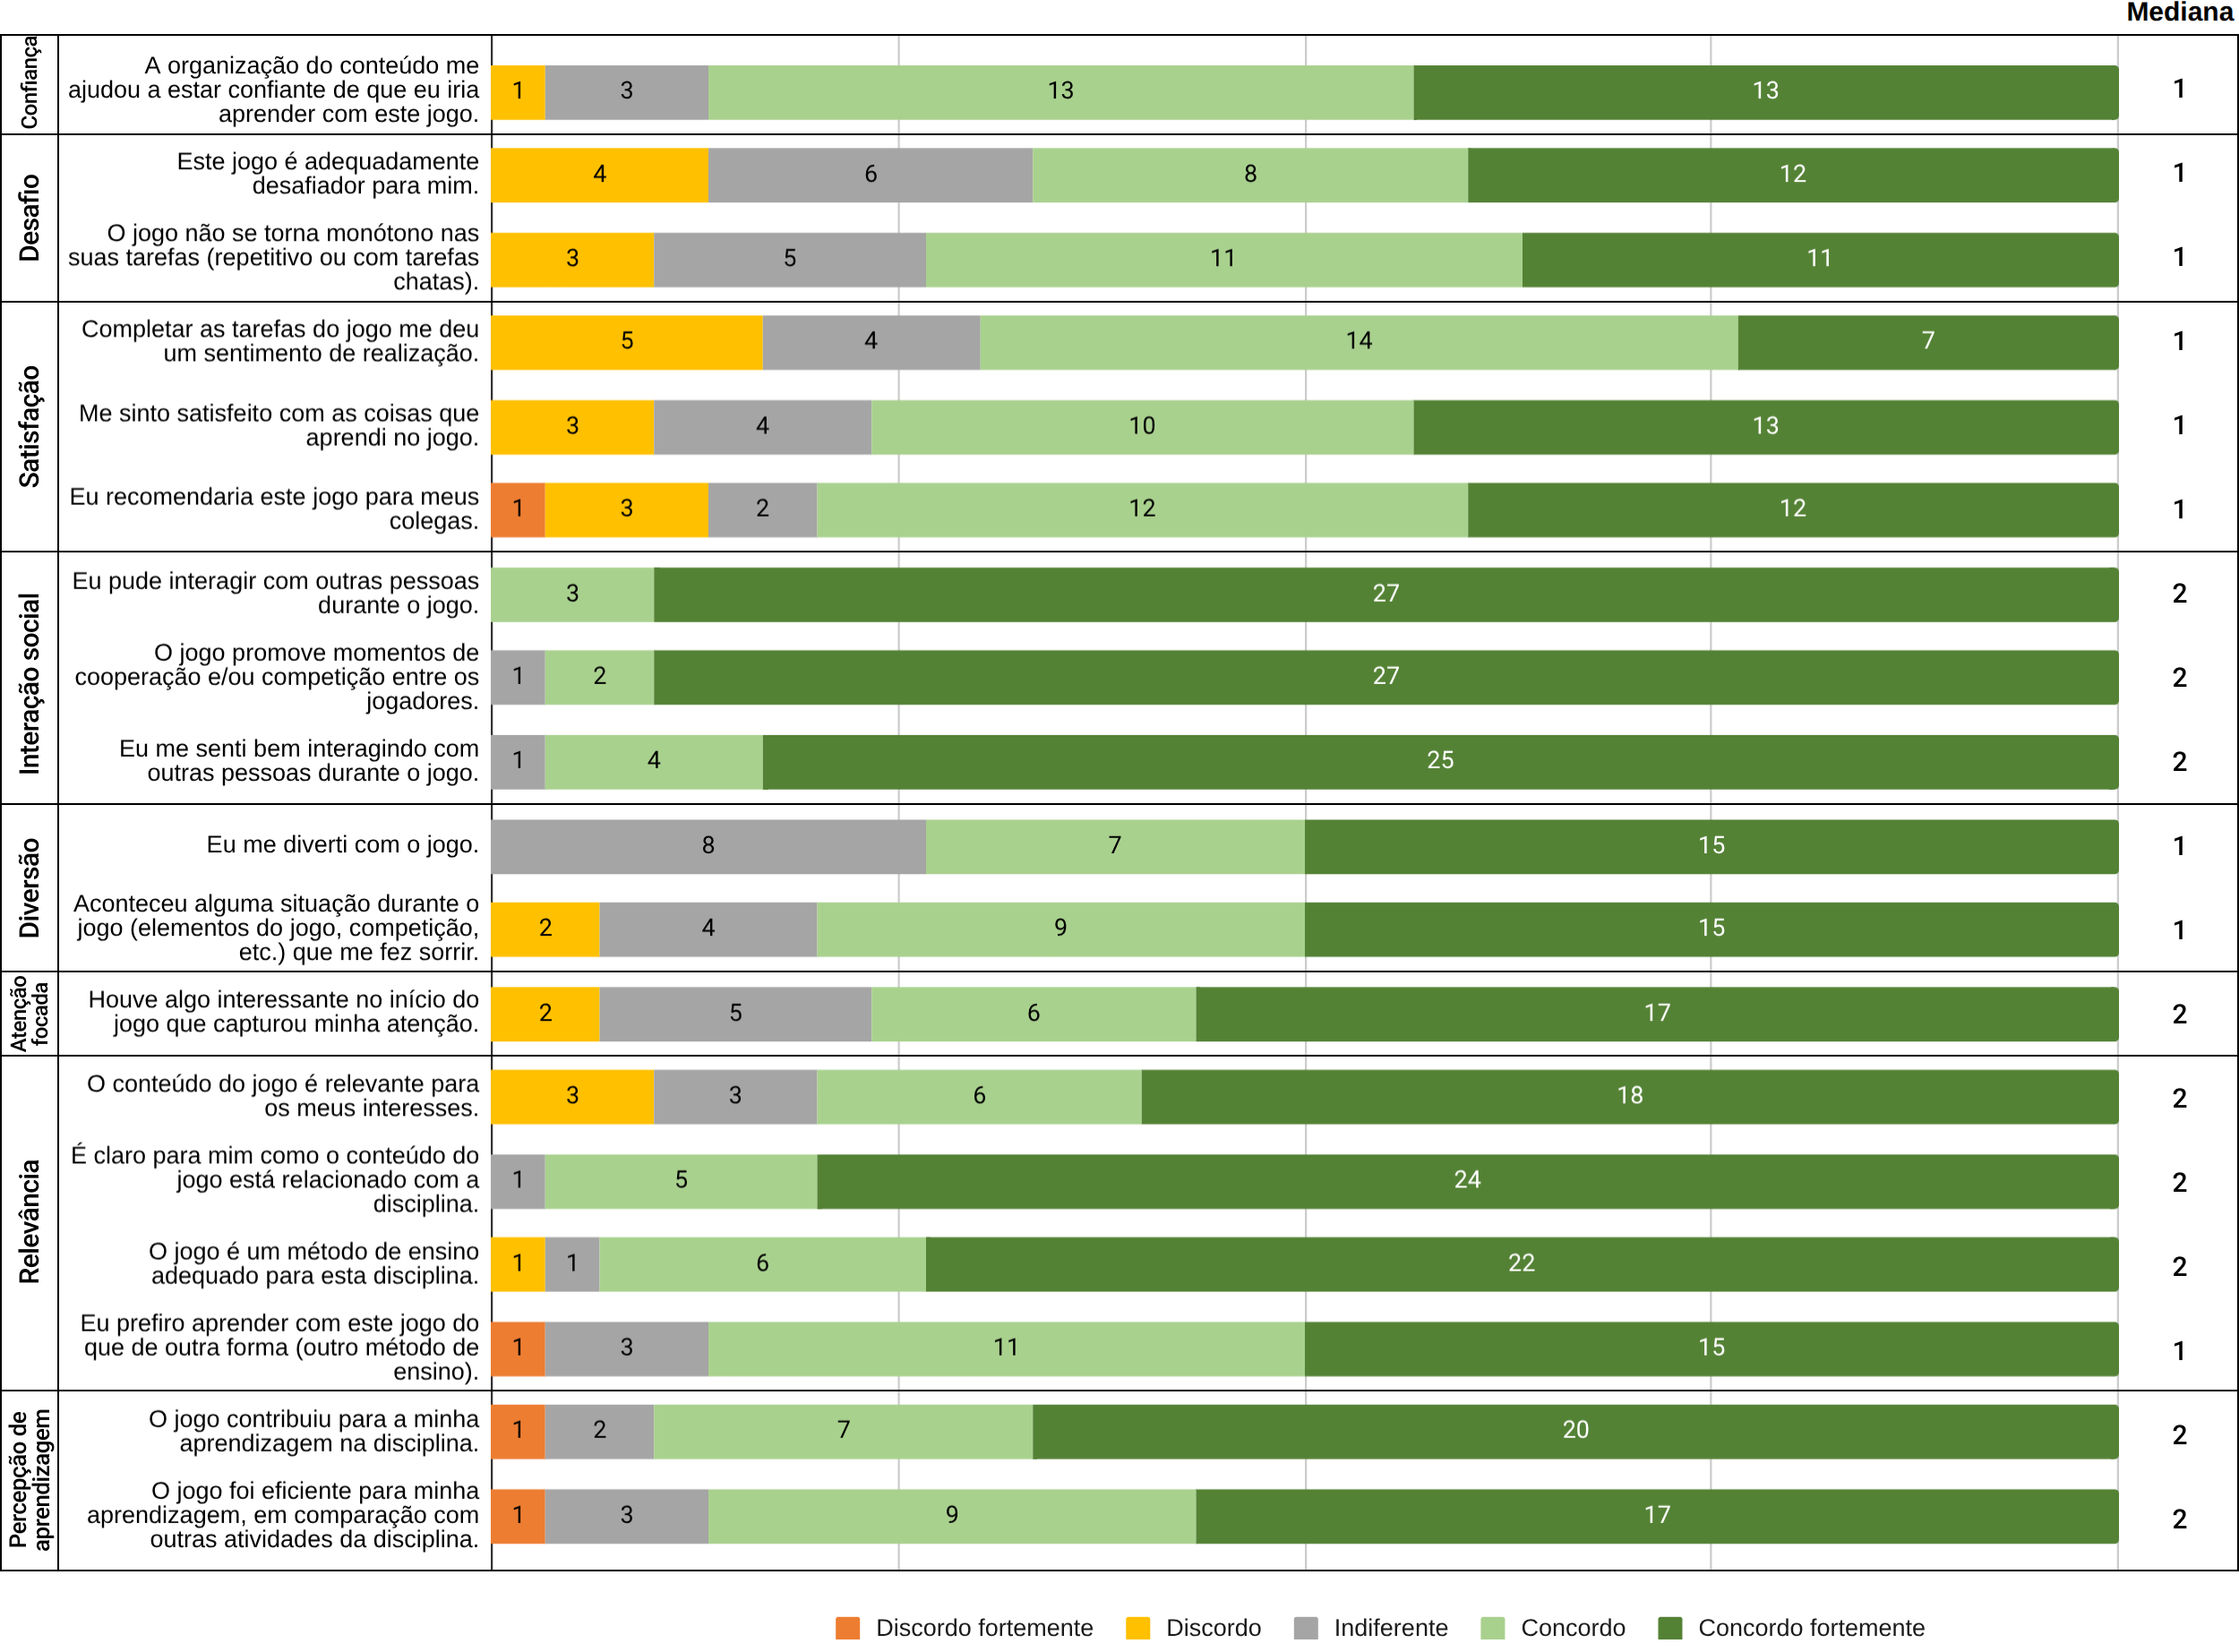 Mediana
Confiança
A organização do conteúdo me
ajudou a estar confiante de que eu iria
aprender com este jogo.
1 3 13 13 1
Desafio
Este jogo é adequadamente
desafiador para mim.
4 6 8 12 1
O jogo não se torna monótono nas
suas tarefas (repetitivo ou com tarefas
chatas).
3 5 11 11 1
Satisfação
Completar as tarefas do jogo me deu
um sentimento de realização.
5 4 14 7 1
Me sinto satisfeito com as coisas que
aprendi no jogo.
3 4 10 13 1
Eu recomendaria este jogo para meus
colegas.
1 3 2 12 12 1
Interação social
Eu pude interagir com outras pessoas
durante o jogo.
3 27 2
O jogo promove momentos de
cooperação e/ou competição entre os
jogadores.
1 2 27 2
Eu me senti bem interagindo com
outras pessoas durante o jogo.
1 4 25 2
Diversão
Eu me diverti com o jogo.
8 7 15 1
Aconteceu alguma situação durante o
jogo (elementos do jogo, competição,
etc.) que me fez sorrir.
2 4 9 15 1
Atenção
focada
Houve algo interessante no início do
jogo que capturou minha atenção.
2 5 6 17 2
Relevância
O conteúdo do jogo é relevante para
os meus interesses.
3 3 6 18 2
É claro para mim como o conteúdo do
jogo está relacionado com a
disciplina.
1 5 24 2
O jogo é um método de ensino
adequado para esta disciplina.
1 1 6 22 2
Eu prefiro aprender com este jogo do
que de outra forma (outro método de
ensino).
1 3 11 15 1
Percepção de
aprendizagem
O jogo contribuiu para a minha
aprendizagem na disciplina.
1 2 7 20 2
O jogo foi eficiente para minha
aprendizagem, em comparação com
outras atividades da disciplina.
1 3 9 17 2
Discordo fortemente Discordo Indiferente Concordo Concordo fortemente